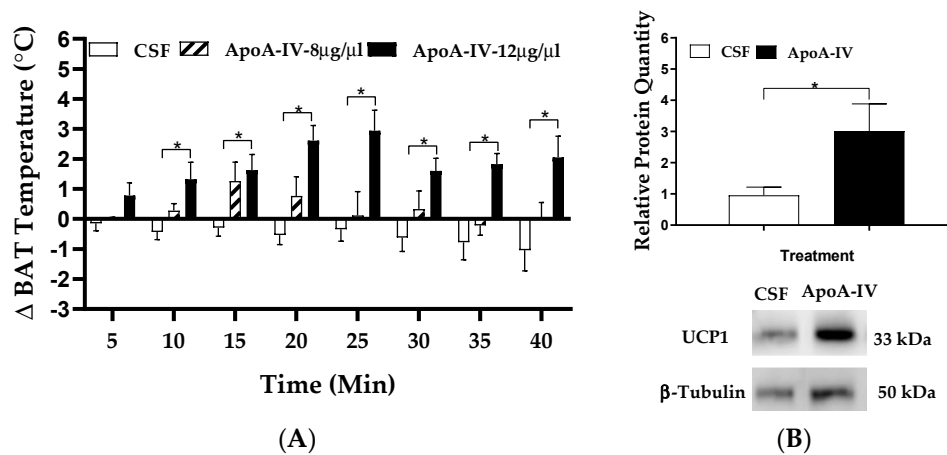 (A)
6
5
4
3
2
1
0
-1
-2
-3
Δ BAT Temperature (°C)
CSF ApoA-IV-8µg/µl ApoA-IV-12µg/µl
* * * * * * *
5 10 15 20 25 30 35 40
Time (Min)
(A)
B)
6
5
4
3
2
1
0
Relative Protein Quantity
CSF ApoA-IV
*
Treatment
CSF ApoA-IV
UCP1 33 kDa
β-Tubulin 50 kDa
(B)